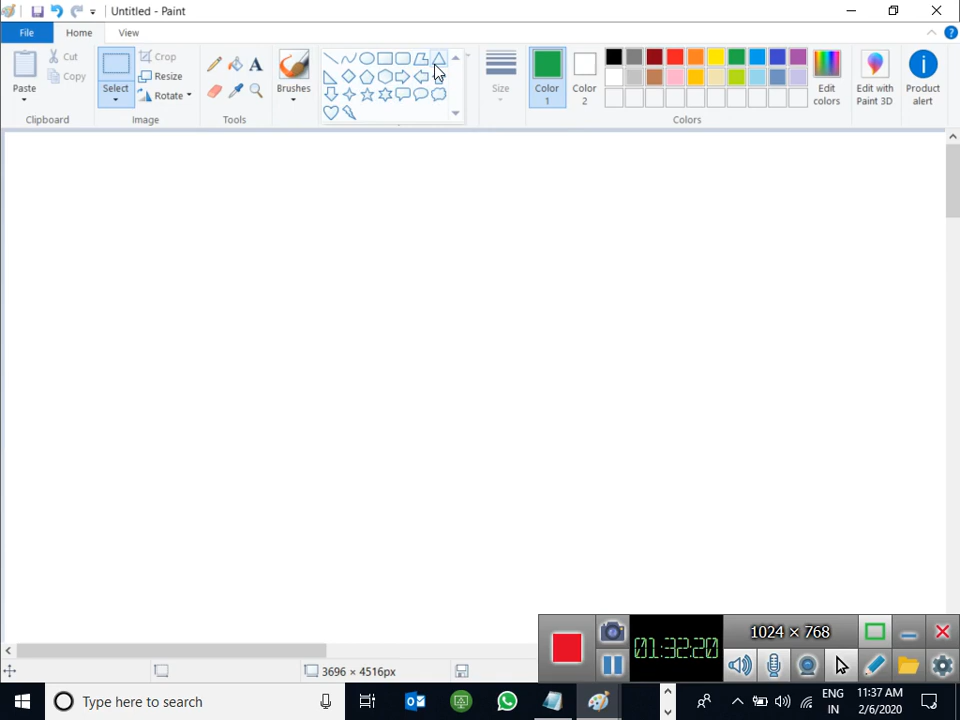 Untitled - Paint
File Home View
Paste
Cut
Copy
Clipboard
Select
Crop
Resize
Rotate
Image
A
Tools
Brushes
Size
Color 1
Color 2
Edit colors
Colors
Edit with Paint 3D
Product alert
3696 × 4516px
1024 × 768
01:32:20
Type here to search
ENG
IN
11:37 AM
2/6/2020